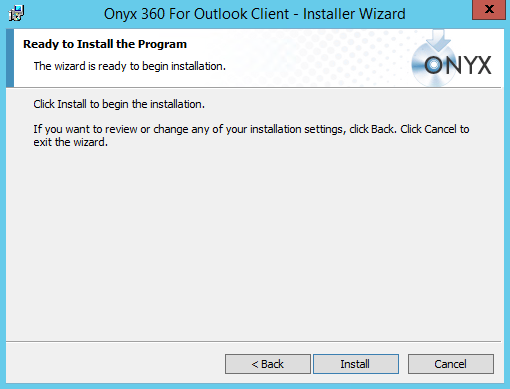 Onyx 360 For Outlook Client - Installer Wizard
x
Ready to Install the Program
The wizard is ready to begin installation.
ONYX
Click Install to begin the installation.
If you want to review or change any of your installation settings, click Back. Click Cancel to
exit the wizard.
< Back
Install
Cancel